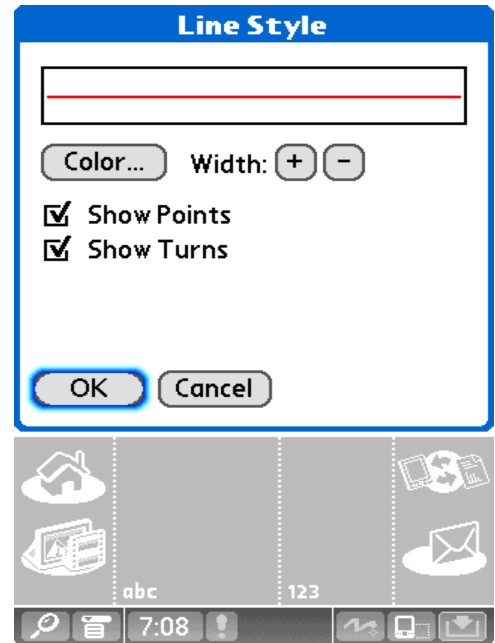 Line Style
Color... Width: + -
Show Points
Show Turns
OK Cancel
abc 123
7:08